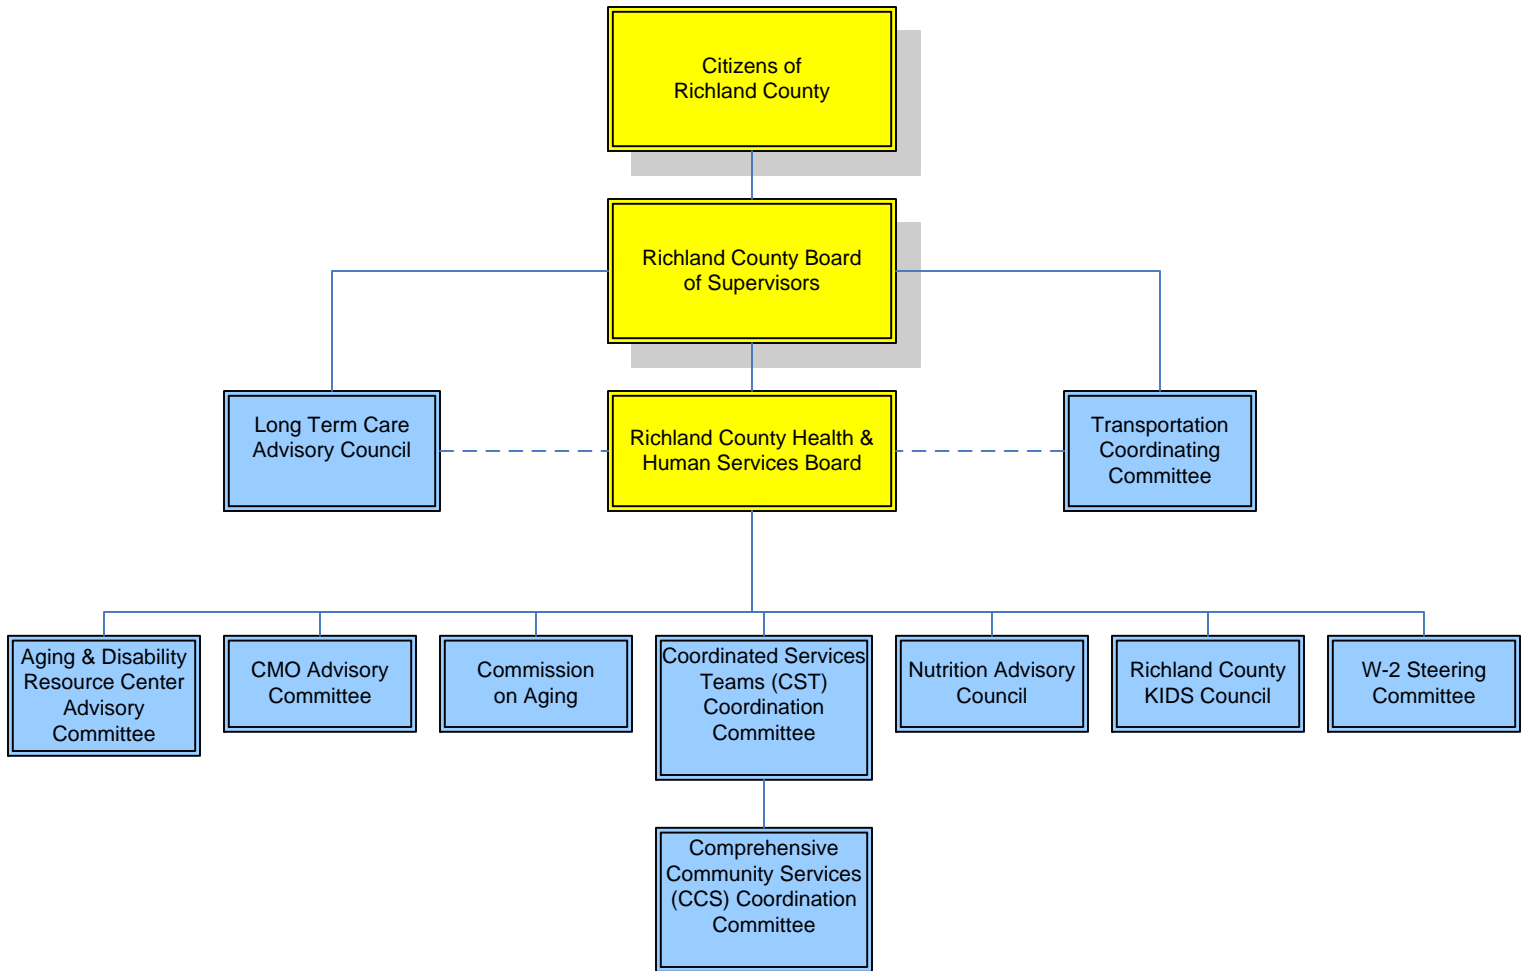 Citizens of
Richland County
Richland County Board
of Supervisors
Long Term Care
Advisory Council
Richland County Health &
Human Services Board
Transportation
Coordinating
Committee
Aging & Disability
Resource Center
Advisory
Committee
CMO Advisory
Committee
Commission
on Aging
Coordinated Services
Teams (CST)
Coordination
Committee
Nutrition Advisory
Council
Richland County
KIDS Council
W-2 Steering
Committee
Comprehensive
Community Services
(CCS) Coordination
Committee